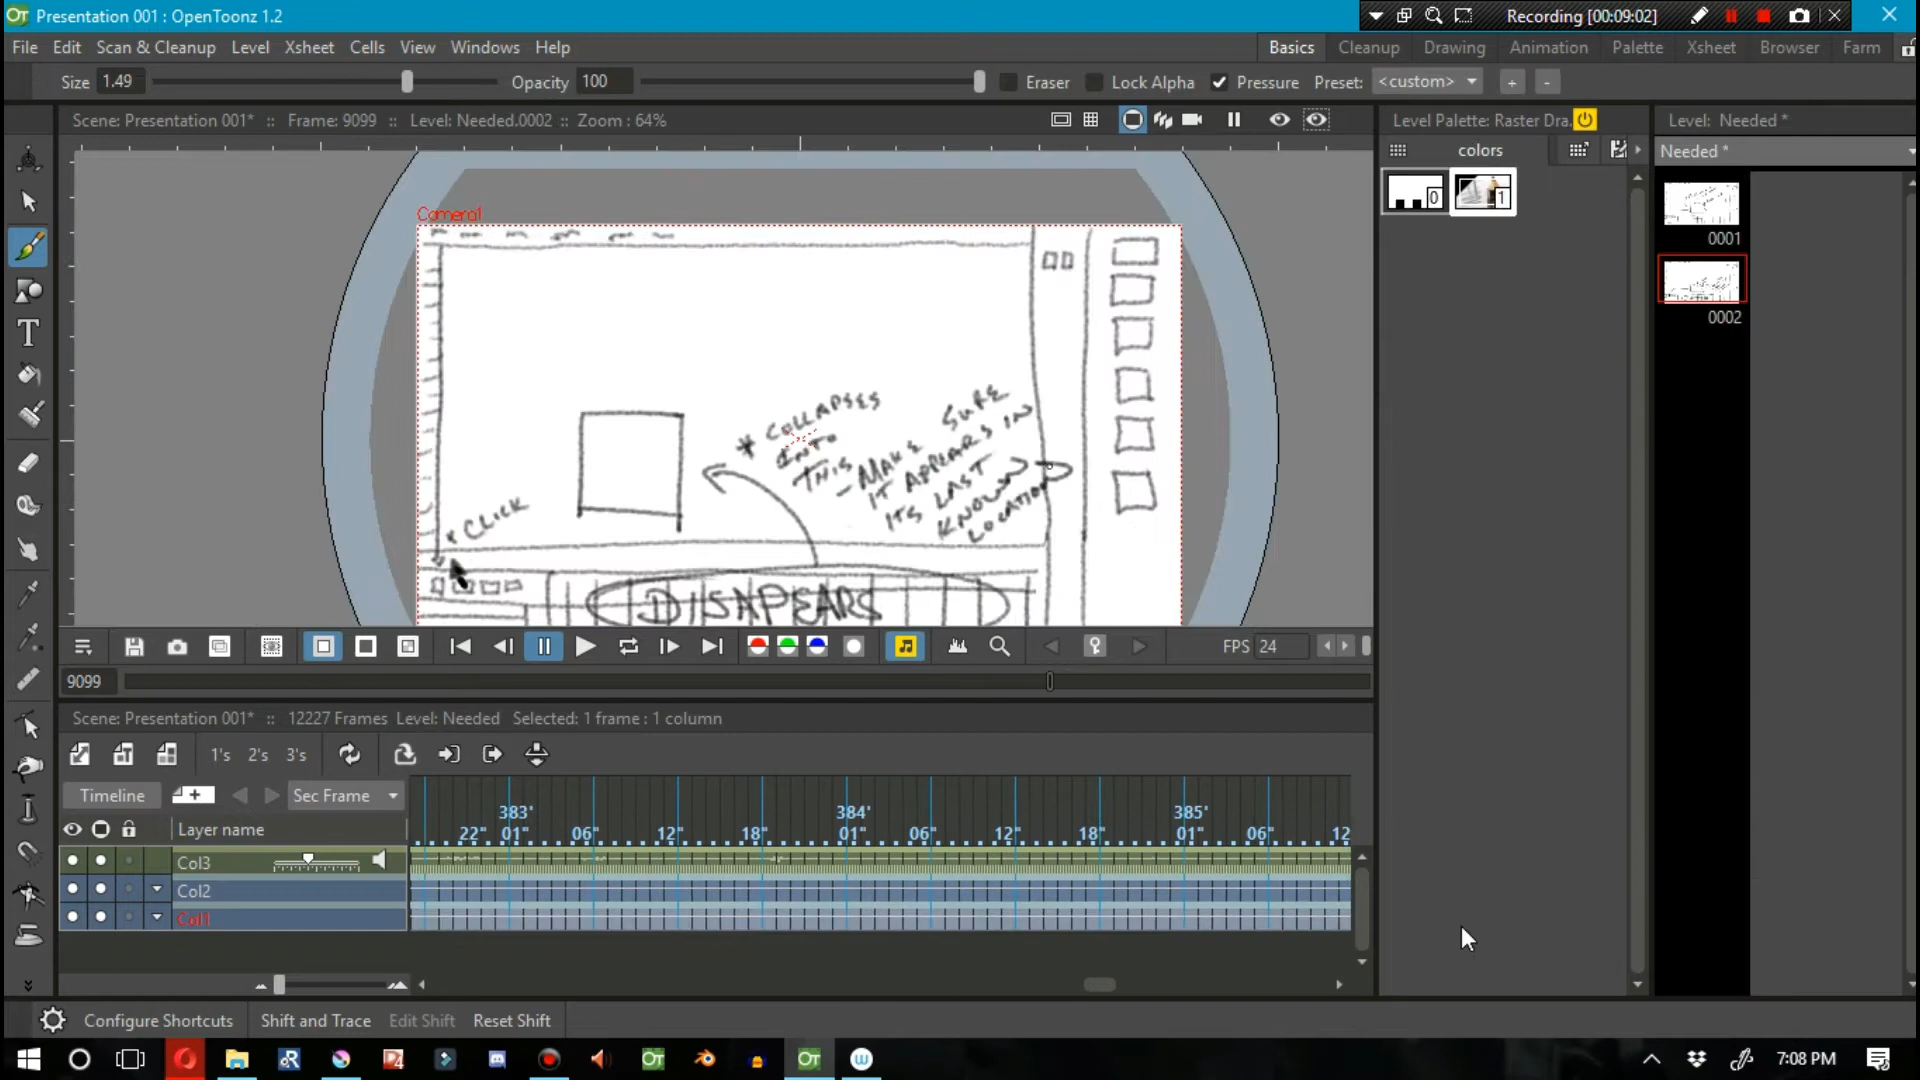 Presentation 001 : OpenToonz 1.2
Recording [00:09:02]
File Edit Scan & Cleanup Level Xsheet Cells View Windows Help
Basics Cleanup Drawing Animation Palette Xsheet Browser Farm
Size 1.49 Opacity 100 Eraser Lock Alpha Pressure Preset: <custom> + -
Scene: Presentation 001* :: Frame: 9099 :: Level: Needed.0002 :: Zoom : 64%
Level Palette: Raster Dra
Level: Needed *
colors
Needed *
0 1
0001
0002
Camera1
* COLLAPSES
INTO
THIS
- MAKE SURE
IT APPEARS IN
ITS LAST
KNOWN
LOCATION
* CLICK
DISAPEARS
FPS 24
9099
Scene: Presentation 001* :: 12227 Frames Level: Needed Selected: 1 frame : 1 column
1's 2's 3's
Timeline + Sec Frame
383' 384' 385'
22" 01" 06" 12" 18" 01" 06" 12" 18" 01" 06" 12
Layer name
Col3
Col2
Col1
Configure Shortcuts Shift and Trace Edit Shift Reset Shift
7:08 PM